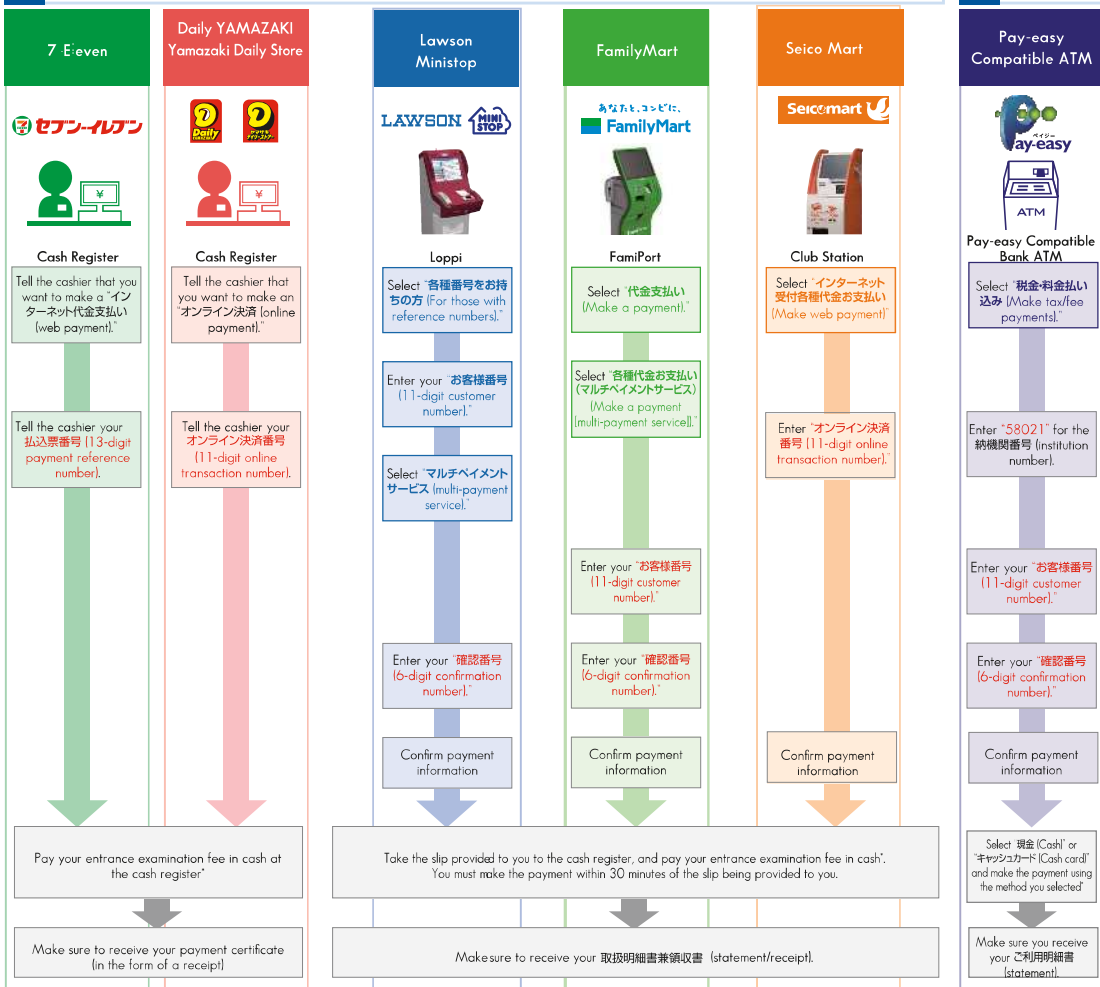 7-Eleven
セブン-イレブン
Cash Register
Tell the cashier that you
want to make a "イン
ターネット代金支払い
(web payment)."
Tell the cashier your
払込票番号 (13-digit
payment reference
number).
Daily YAMAZAKI
Yamazaki Daily Store
Daily
YAMAZAKI
ヤマザキ
デイリーストアー
Cash Register
Tell the cashier that
you want to make an
"オンライン決済 (online
payment)."
Tell the cashier your
オンライン決済番号
(11-digit online
transaction number).
Pay your entrance examination fee in cash at
the cash register*
Make sure to receive your payment certificate
(in the form of a receipt)
Lawson
Ministop
LAWSON
MINI
STOP
Loppi
Select "各種番号をお持
ちの方 (For those with
reference numbers)."
Enter your "お客様番号
(11-digit customer
number)."
Select "マルチペイメント
サービス (multi-payment
service)."
Enter your "確認番号
(6-digit confirmation
number)."
Confirm payment
information
FamilyMart
あなたと、コンビに、
FamilyMart
FamiPort
Select "代金支払い
(Make a payment)."
Select "各種代金お支払い
(マルチペイメントサービス)
(Make a payment
[multi-payment service])."
Enter your "お客様番号
(11-digit customer
number)."
Enter your "確認番号
(6-digit confirmation
number)."
Confirm payment
information
Seico Mart
Seicomart
Club Station
Select "インターネット
受付各種代金お支払い
(Make web payment)"
Enter "オンライン決済
番号 (11-digit online
transaction number)."
Confirm payment
information
Take the slip provided to you to the cash register, and pay your entrance examination fee in cash*.
You must make the payment within 30 minutes of the slip being provided to you.
Make sure to receive your 取扱明細書兼領収書 (statement/receipt).
Pay-easy
Compatible ATM
ペイジー
Pay-easy
ATM
Pay-easy Compatible
Bank ATM
Select "税金・料金払い
込み (Make tax/fee
payments)."
Enter "58021" for the
納機関番号 (institution
number).
Enter your "お客様番号
(11-digit customer
number)."
Enter your "確認番号
(6-digit confirmation
number)."
Confirm payment
information
Select "現金 (Cash)" or
"キャッシュカード (Cash card)"
and make the payment using
the method you selected*
Make sure you receive
your ご利用明細書
(statement).